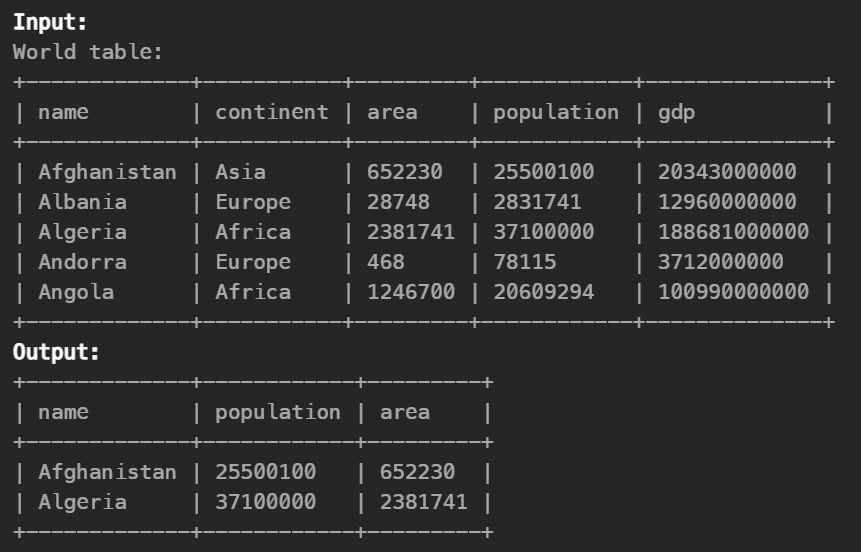 Input:
World table:
+-------------+-----------+---------+------------+--------------+
| name        | continent | area    | population | gdp          |
+-------------+-----------+---------+------------+--------------+
| Afghanistan | Asia      | 652230  | 25500100   | 20343000000  |
| Albania     | Europe    | 28748   | 2831741    | 12960000000  |
| Algeria     | Africa    | 2381741 | 37100000   | 188681000000 |
| Andorra     | Europe    | 468     | 78115      | 3712000000   |
| Angola      | Africa    | 1246700 | 20609294   | 100990000000 |
+-------------+-----------+---------+------------+--------------+
Output:
+-------------+------------+---------+
| name        | population | area    |
+-------------+------------+---------+
| Afghanistan | 25500100   | 652230  |
| Algeria     | 37100000   | 2381741 |
+-------------+------------+---------+